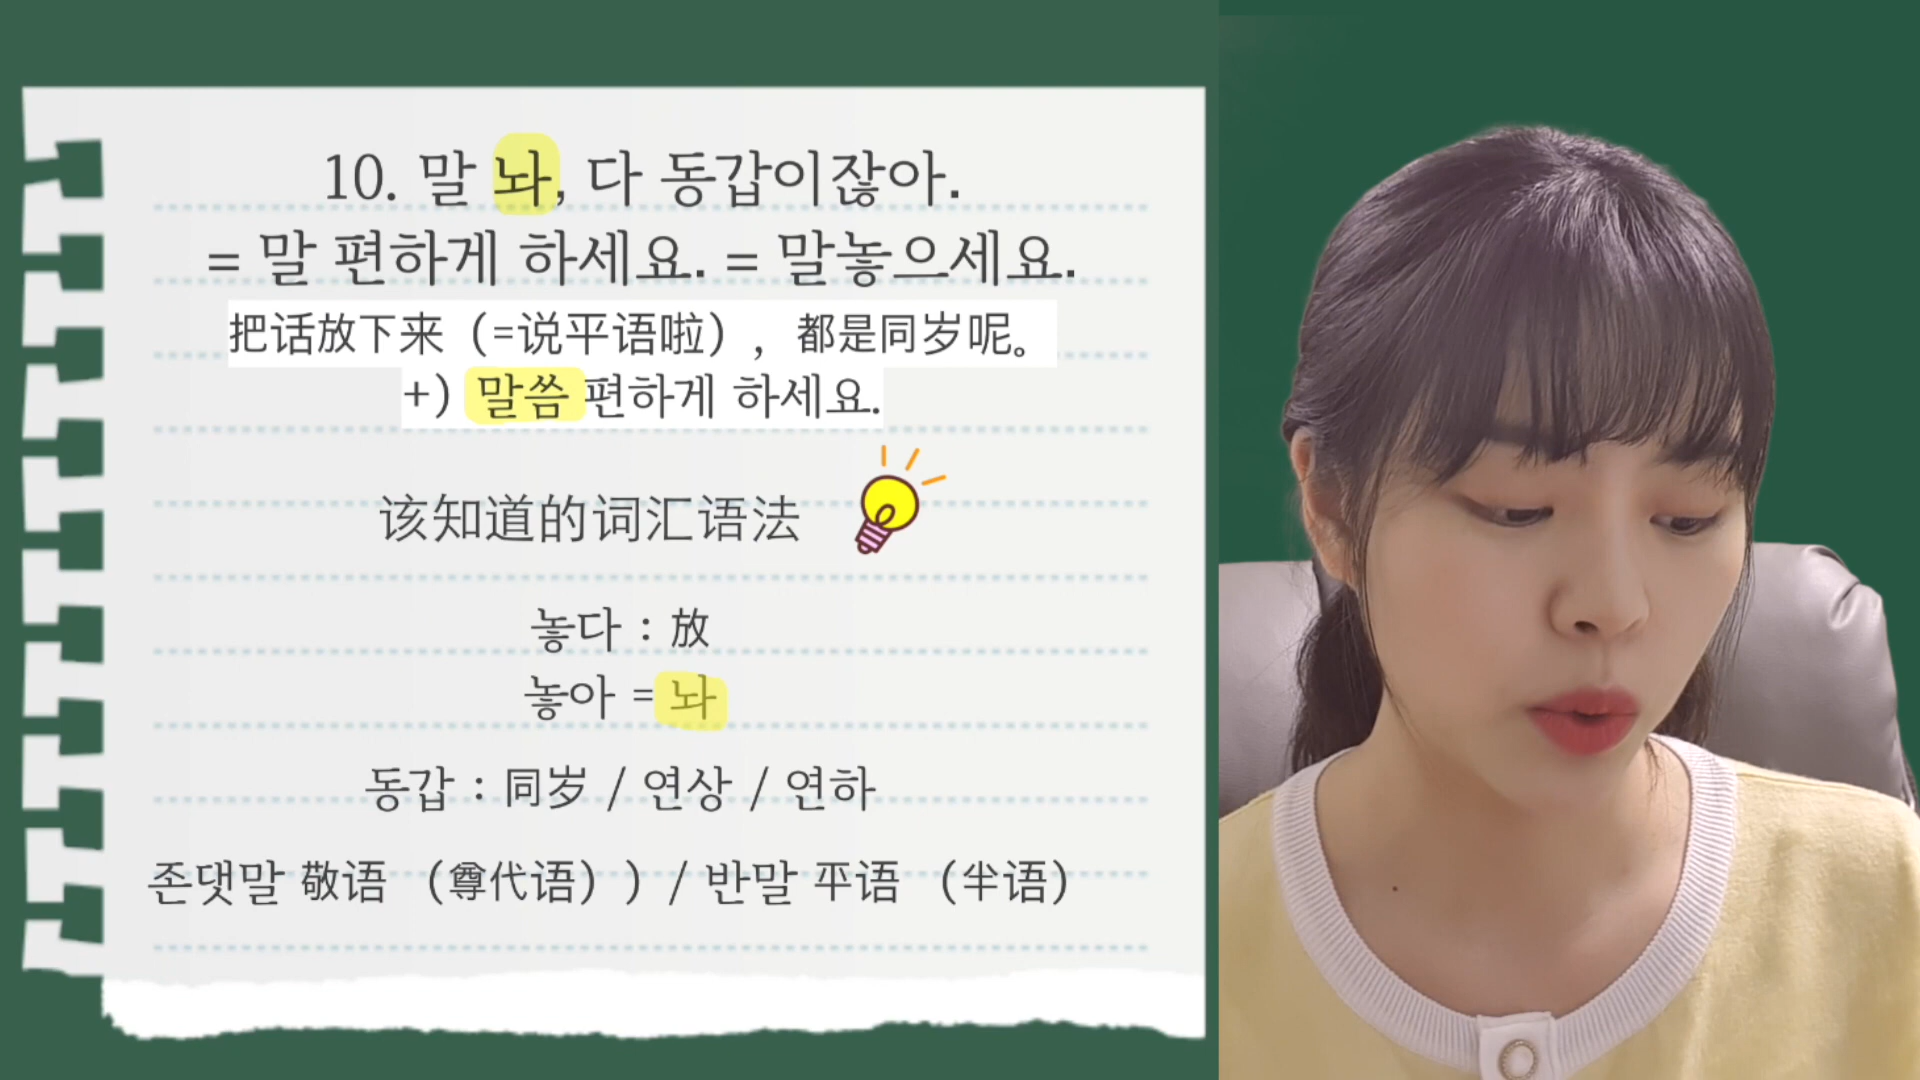 10. 말 놔, 다 동갑이잖아.
= 말 편하게 하세요. = 말놓으세요.
把话放下来（=说平语啦），都是同岁呢。
+) 말씀 편하게 하세요.
该知道的词汇语法
놓다 : 放
놓아 = 놔
동갑 : 同岁 / 연상 / 연하
존댓말 敬语 （尊代语）） / 반말 平语 （半语）